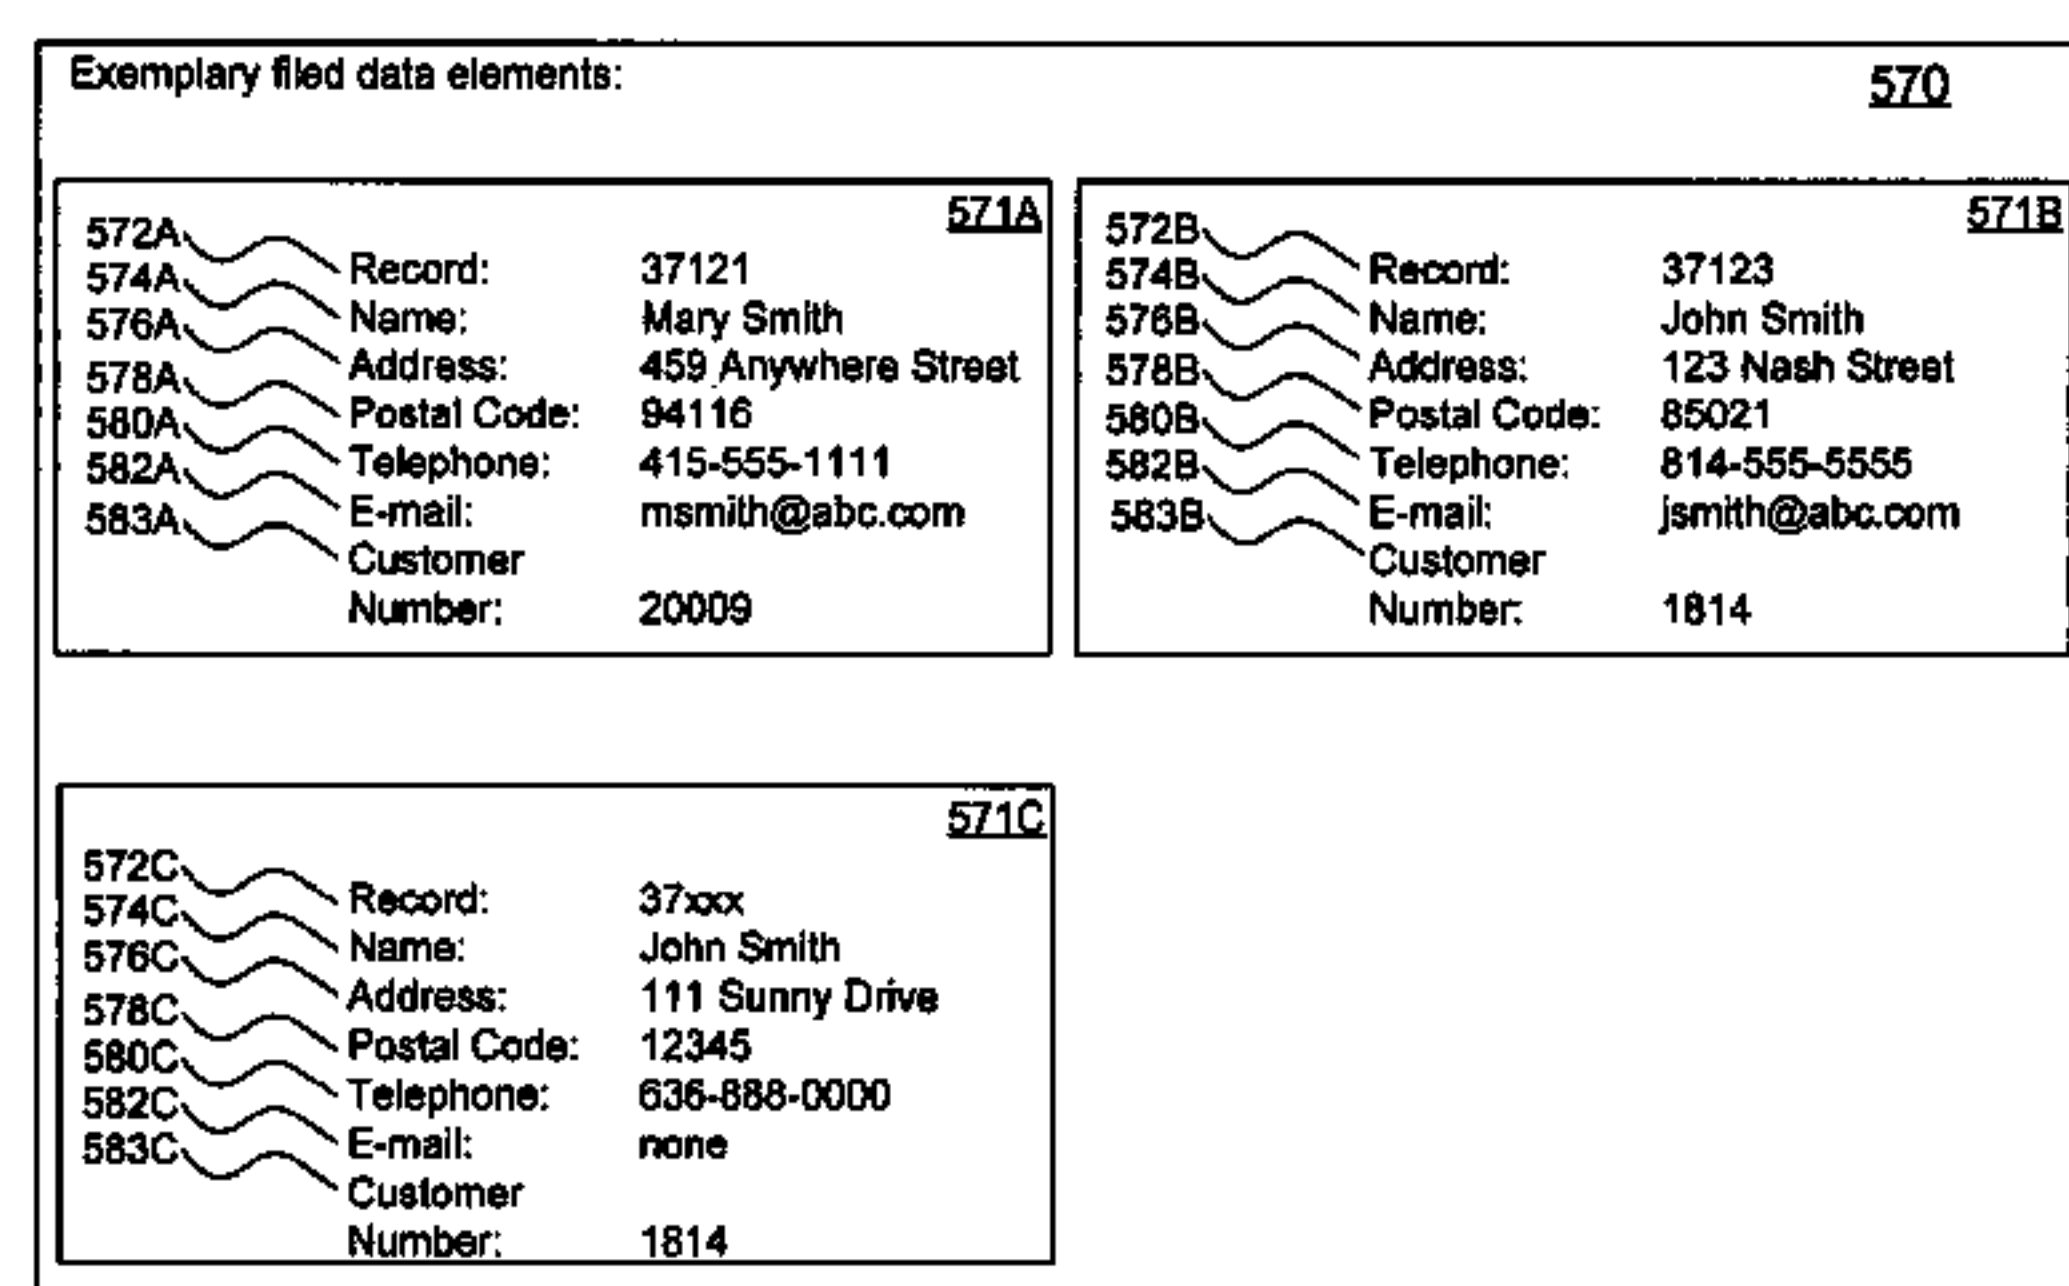 Exemplary filed data elements: 570
571A
572A Record: 37121
574A Name: Mary Smith
576A Address: 459 Anywhere Street
578A Postal Code: 94116
580A Telephone: 415-555-1111
582A E-mail: msmith@abc.com
583A Customer
Number: 20009
571B
572B Record: 37123
574B Name: John Smith
576B Address: 123 Nash Street
578B Postal Code: 85021
580B Telephone: 814-555-5555
582B E-mail: jsmith@abc.com
583B Customer
Number: 1814
571C
572C Record: 37xxx
574C Name: John Smith
576C Address: 111 Sunny Drive
578C Postal Code: 12345
580C Telephone: 636-888-0000
582C E-mail: none
583C Customer
Number: 1814